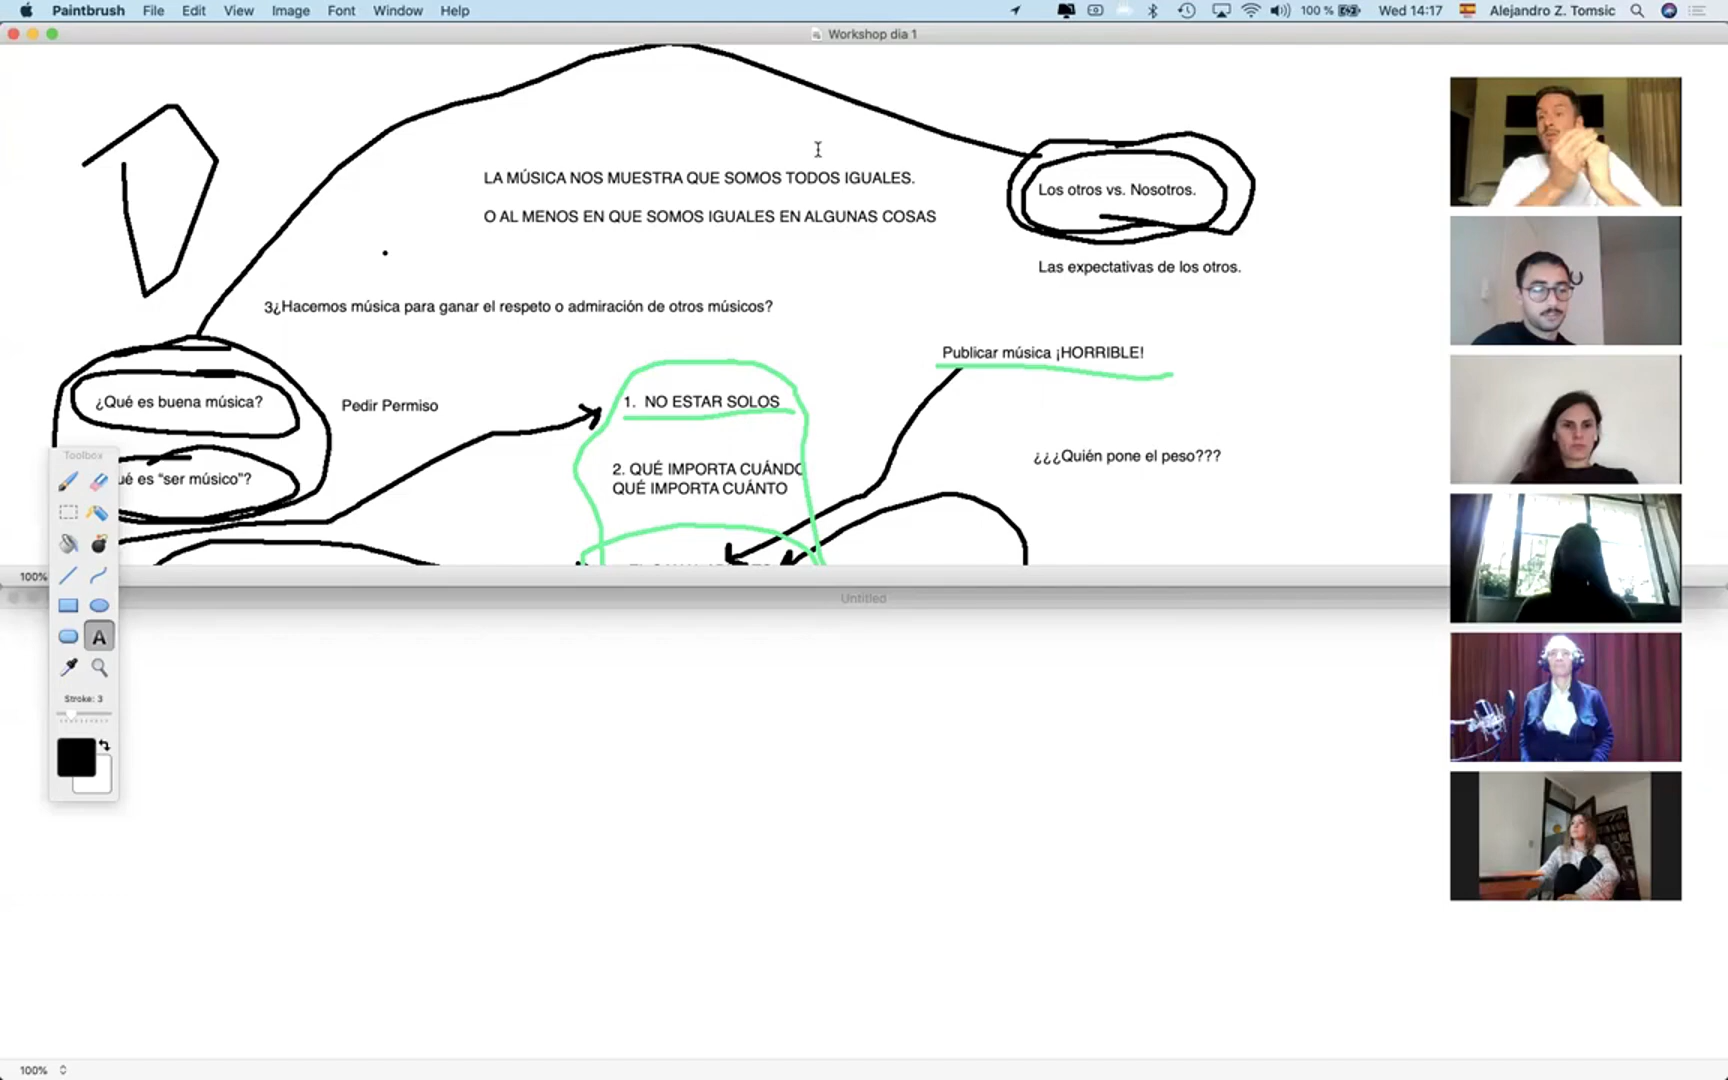 Paintbrush File Edit View Image Font Window Help 100 % Wed 14:17 Alejandro Z. Tomsic
Workshop dia 1
LA MÚSICA NOS MUESTRA QUE SOMOS TODOS IGUALES.
O AL MENOS EN QUE SOMOS IGUALES EN ALGUNAS COSAS
Los otros vs. Nosotros.
Las expectativas de los otros.
3¿Hacemos música para ganar el respeto o admiración de otros músicos?
Publicar música ¡HORRIBLE!
¿Qué es buena música?
Pedir Permiso
1. NO ESTAR SOLOS
¿¿¿Quién pone el peso???
ué es “ser músico”?
2. QUÉ IMPORTA CUÁNDO
QUÉ IMPORTA CUÁNTO
Toolbox
A
Stroke: 3
100%
Untitled
100%